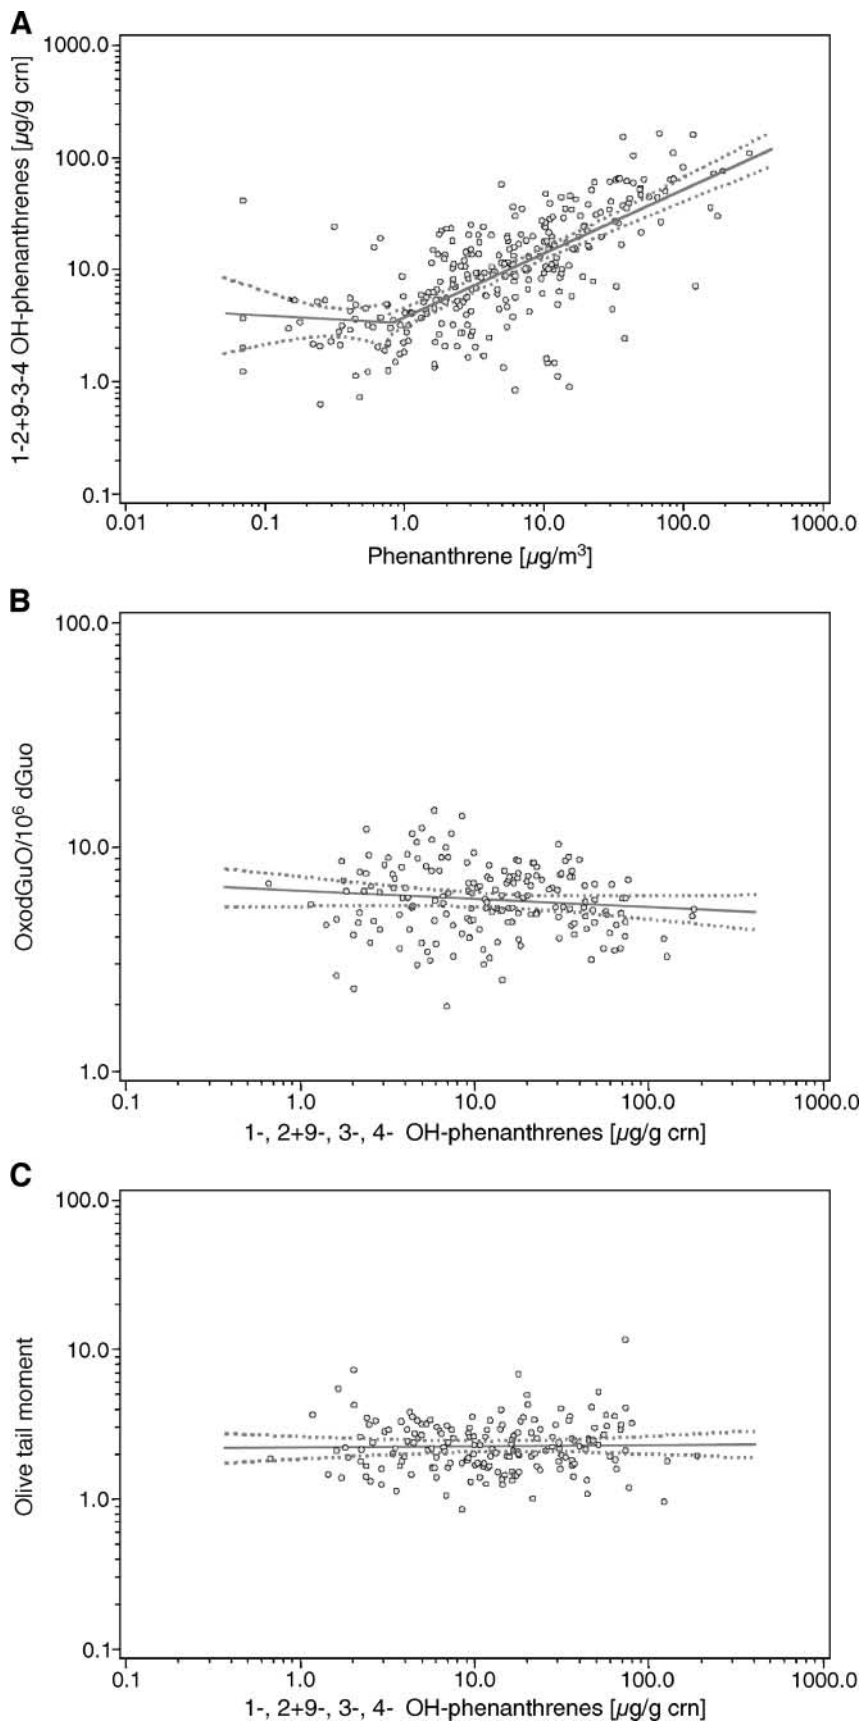 A
1000.0
100.0
10.0
1.0
0.1
1-2+9-3-4 OH-phenanthrenes [µg/g crn]
0.01 0.1 1.0 10.0 100.0 1000.0
Phenanthrene [µg/m³]
B
100.0
10.0
1.0
OxodGuO/10⁶ dGuo
0.1 1.0 10.0 100.0 1000.0
1-, 2+9-, 3-, 4- OH-phenanthrenes [µg/g crn]
C
100.0
10.0
1.0
0.1
Olive tail moment
0.1 1.0 10.0 100.0 1000.0
1-, 2+9-, 3-, 4- OH-phenanthrenes [µg/g crn]